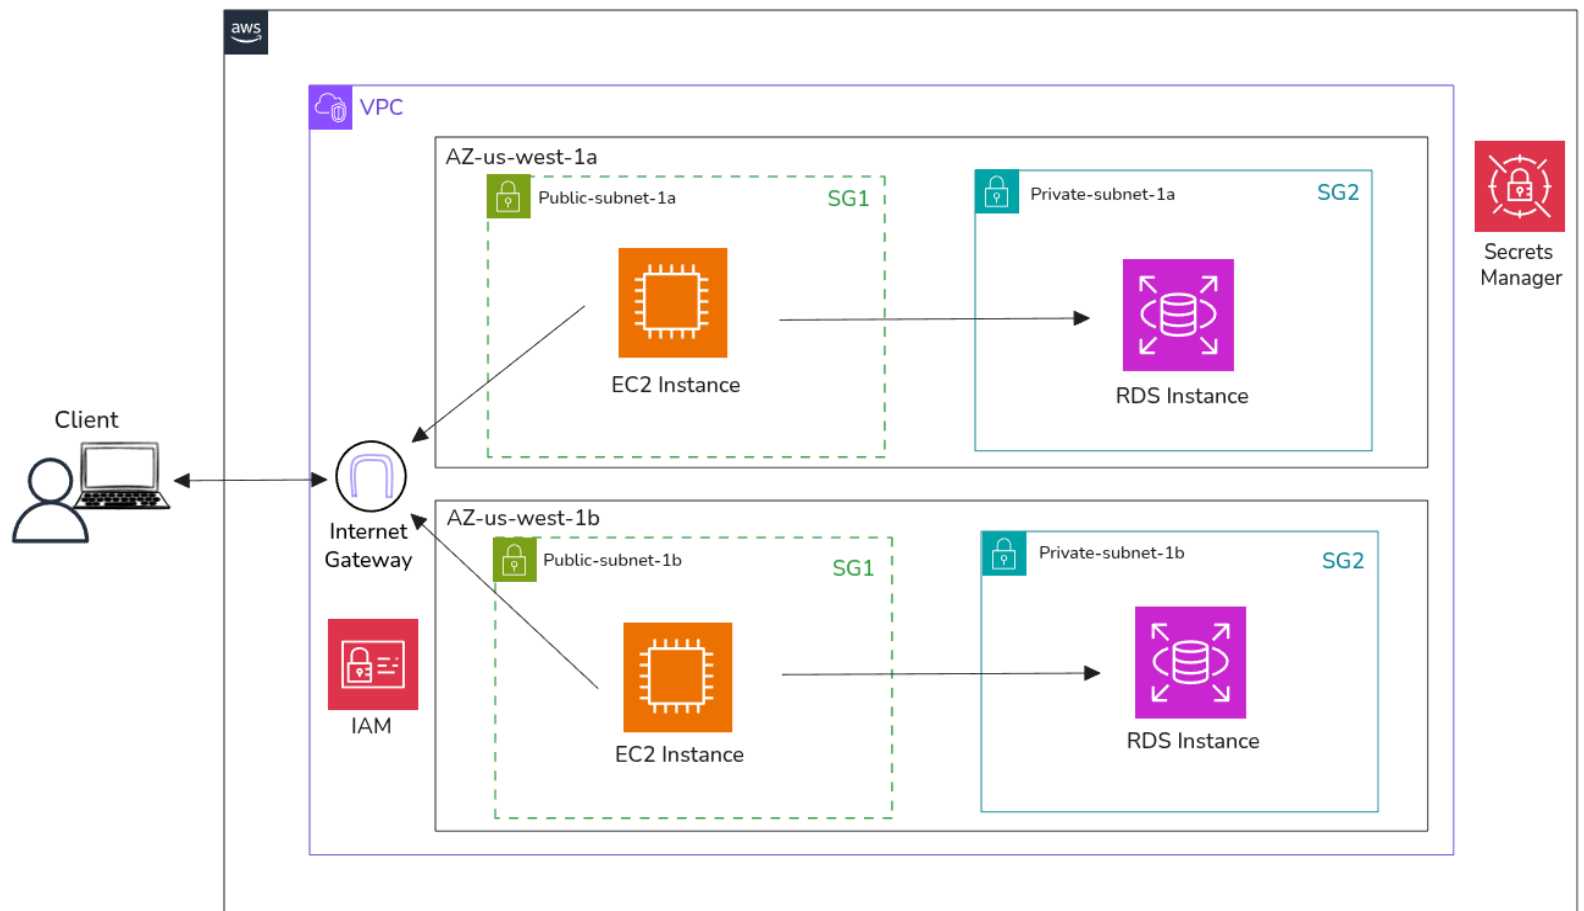 aws
VPC
AZ-us-west-1a
Public-subnet-1a
SG1
Private-subnet-1a
SG2
EC2 Instance
RDS Instance
Secrets
Manager
Client
Internet
Gateway
AZ-us-west-1b
Public-subnet-1b
SG1
Private-subnet-1b
SG2
EC2 Instance
RDS Instance
IAM